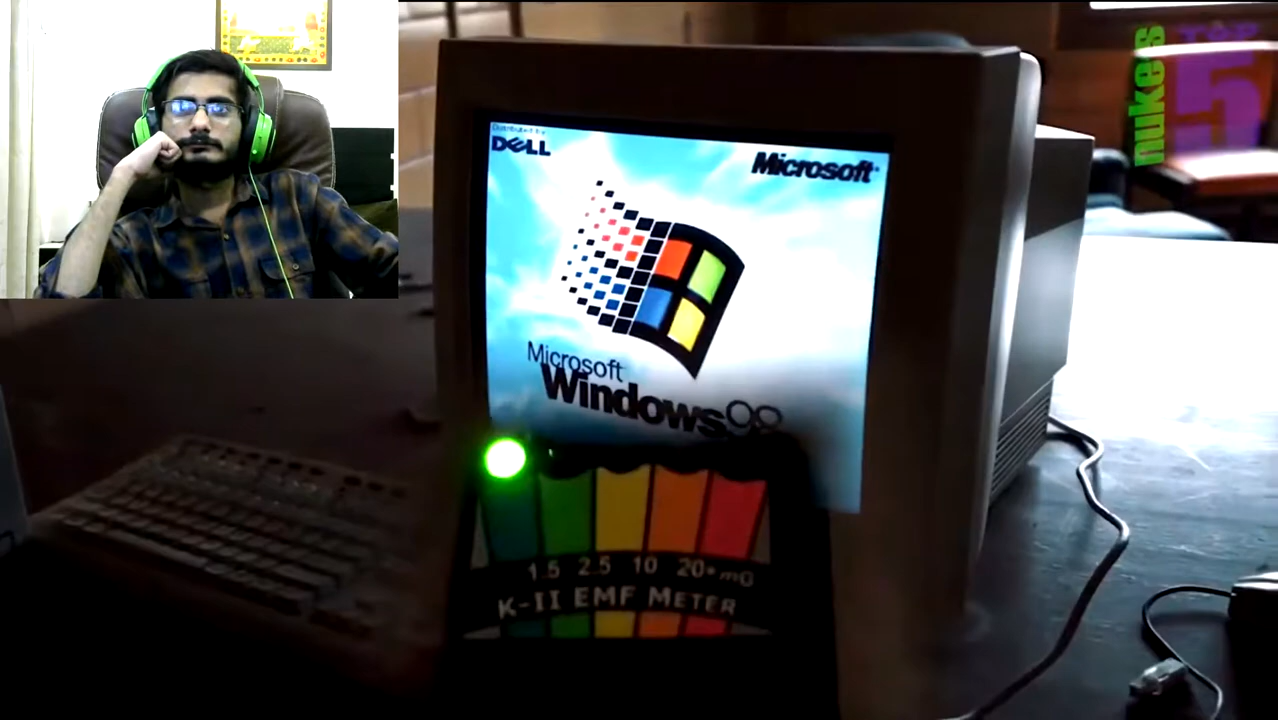 Distributed by
DELL
Microsoft
Microsoft
Windows98
1.5 2.5 10 20+ mG
K-II EMF METER
nuke's
TOP
5